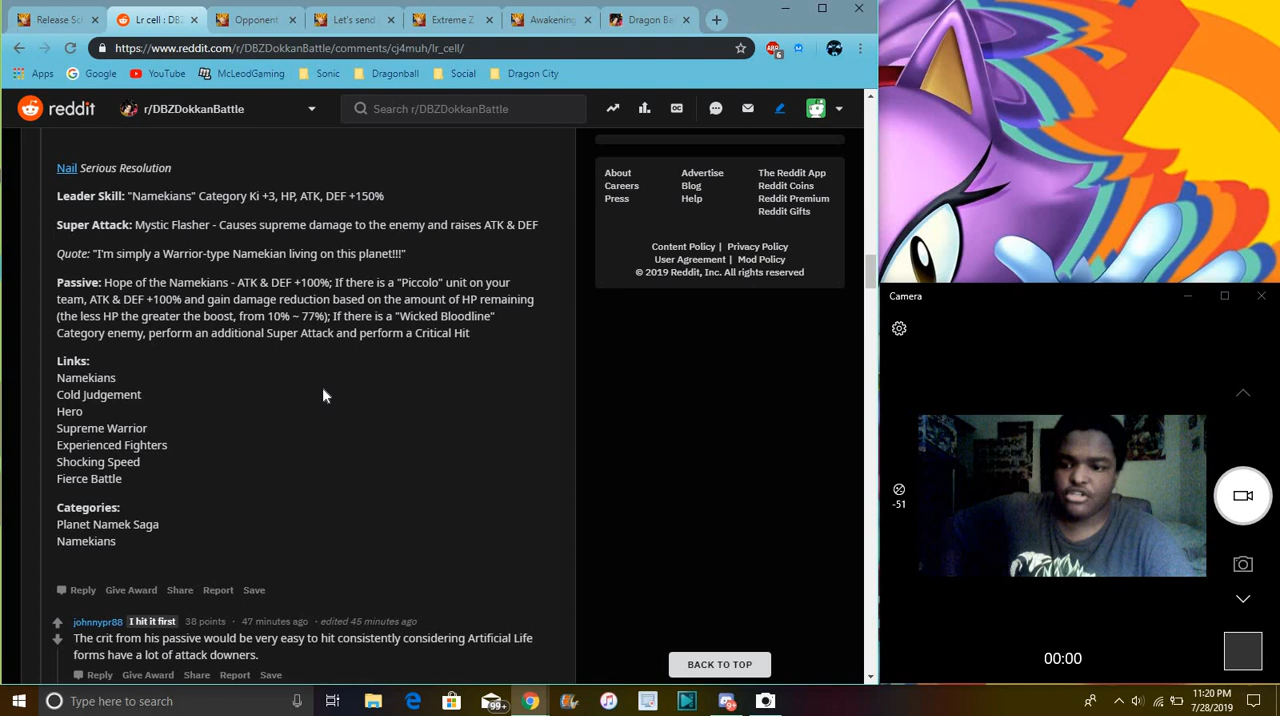 Release Sc
Lr cell : DB
Opponent
Let's send
Extreme Z
Awakening
Dragon Ba
https://www.reddit.com/r/DBZDokkanBattle/comments/cj4muh/lr_cell/
ABP
6
Apps
Google
YouTube
McLeodGaming
Sonic
Dragonball
Social
Dragon City
reddit
r/DBZDokkanBattle
Search r/DBZDokkanBattle
Nail Serious Resolution
Leader Skill: "Namekians" Category Ki +3, HP, ATK, DEF +150%
Super Attack: Mystic Flasher - Causes supreme damage to the enemy and raises ATK & DEF
Quote: "I'm simply a Warrior-type Namekian living on this planet!!!"
Passive: Hope of the Namekians - ATK & DEF +100%; If there is a "Piccolo" unit on your
team, ATK & DEF +100% and gain damage reduction based on the amount of HP remaining
(the less HP the greater the boost, from 10% ~ 77%); If there is a "Wicked Bloodline"
Category enemy, perform an additional Super Attack and perform a Critical Hit
Links:
Namekians
Cold Judgement
Hero
Supreme Warrior
Experienced Fighters
Shocking Speed
Fierce Battle
Categories:
Planet Namek Saga
Namekians
Reply Give Award Share Report Save
johnnypr88 I hit it first 38 points · 47 minutes ago · edited 45 minutes ago
The crit from his passive would be very easy to hit consistently considering Artificial Life
forms have a lot of attack downers.
Reply Give Award Share Report Save
About Advertise The Reddit App
Careers Blog Reddit Coins
Press Help Reddit Premium
Reddit Gifts
Content Policy | Privacy Policy
User Agreement | Mod Policy
© 2019 Reddit, Inc. All rights reserved
BACK TO TOP
Camera
-51
00:00
Type here to search
99+
9+
11:20 PM
7/28/2019